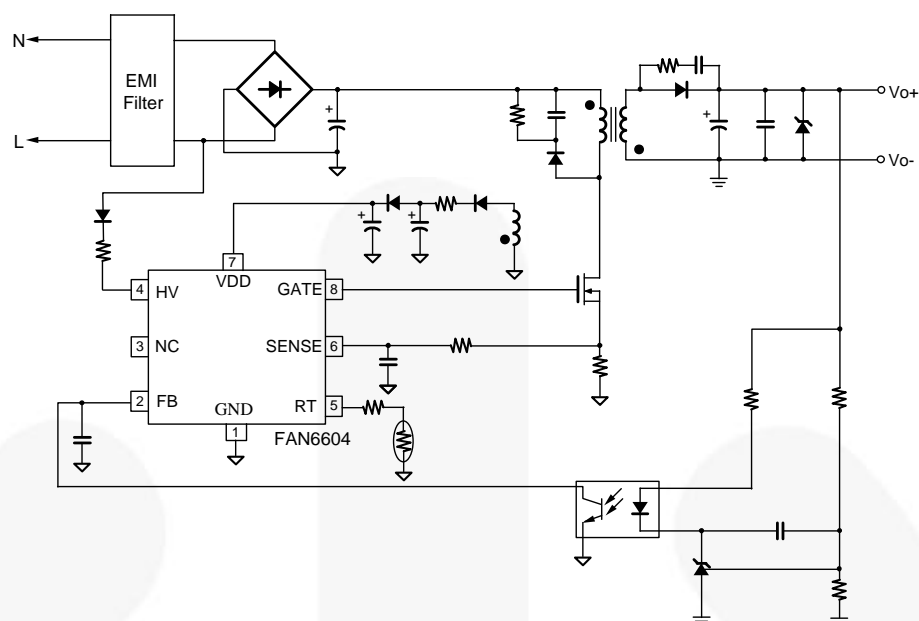 N
EMI
Filter
L
+
Vo+
+
Vo-
+
+
7
VDD
4 HV
GATE 8
3 NC
SENSE 6
2 FB
GND
RT 5
1
FAN6604